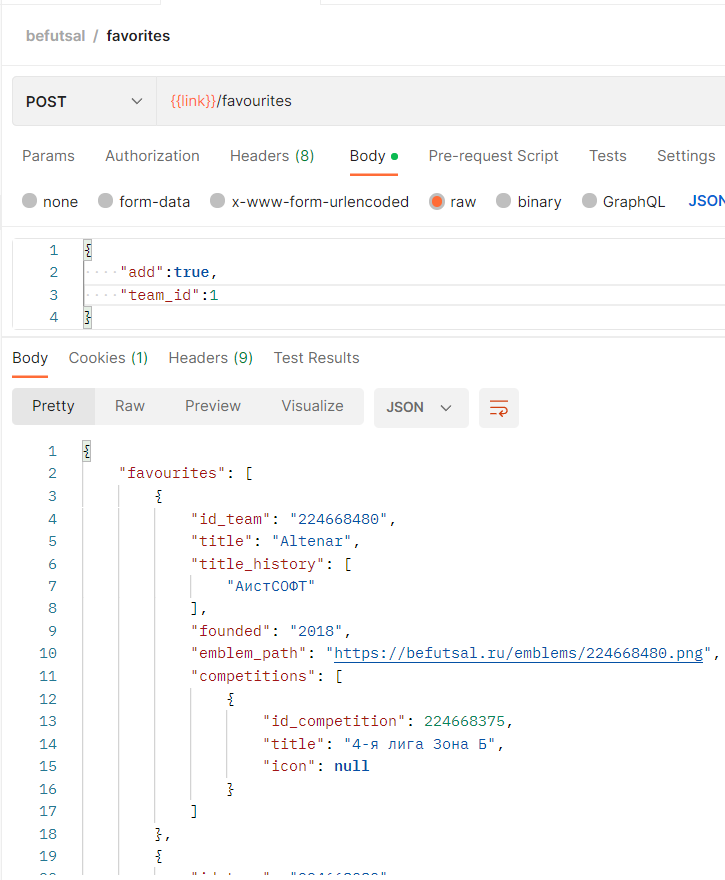 befutsal / favorites
POST {{link}}/favourites
Params Authorization Headers (8) Body Pre-request Script Tests Settings
none form-data x-www-form-urlencoded raw binary GraphQL JSON
1 {
2 "add":true,
3 "team_id":1
4 }
Body Cookies (1) Headers (9) Test Results
Pretty Raw Preview Visualize JSON
1 {
2 "favourites": [
3 {
4 "id_team": "224668480",
5 "title": "Altenar",
6 "title_history": [
7 "АистСОФТ"
8 ],
9 "founded": "2018",
10 "emblem_path": "https://befutsal.ru/emblems/224668480.png",
11 "competitions": [
12 {
13 "id_competition": 224668375,
14 "title": "4-я лига Зона Б",
15 "icon": null
16 }
17 ]
18 },
19 {